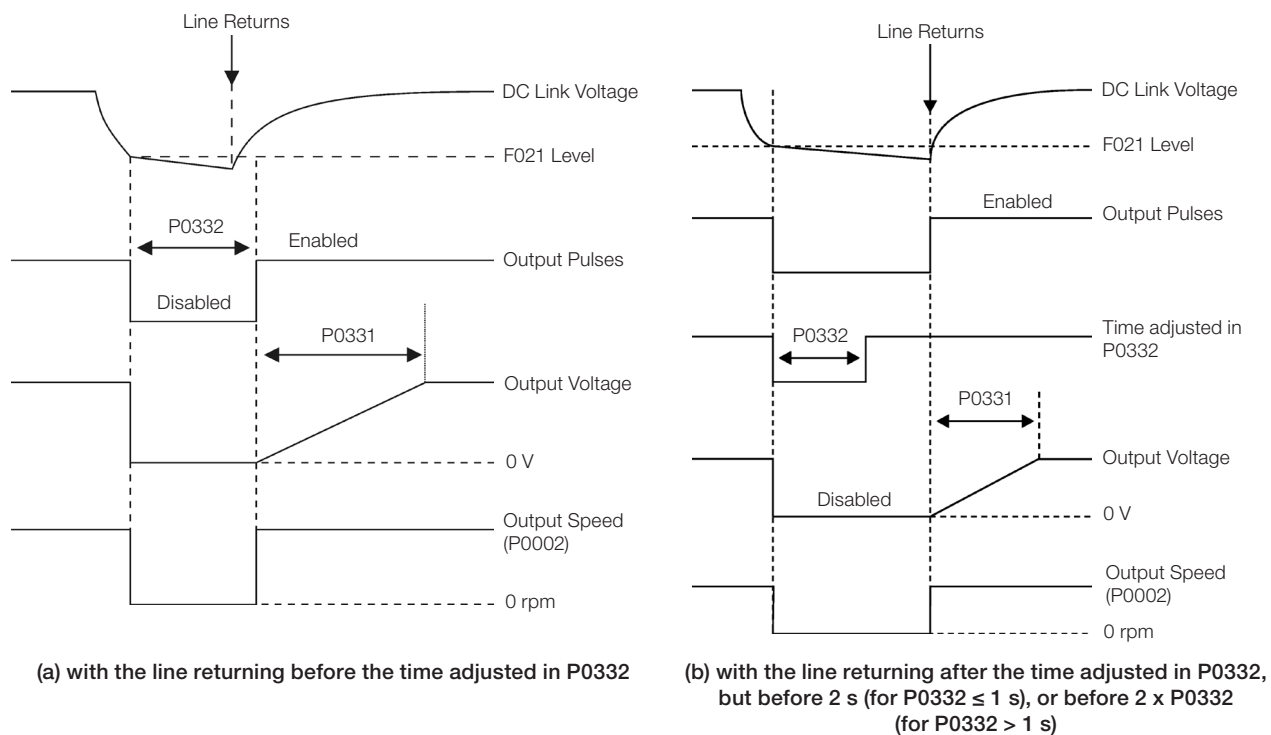 Line Returns
DC Link Voltage
F021 Level
P0332
Enabled
Output Pulses
Disabled
P0331
Output Voltage
0 V
Output Speed
(P0002)
0 rpm
(a) with the line returning before the time adjusted in P0332
Line Returns
DC Link Voltage
F021 Level
Enabled
Output Pulses
P0332
Time adjusted in
P0332
P0331
Output Voltage
Disabled
0 V
Output Speed
(P0002)
0 rpm
(b) with the line returning after the time adjusted in P0332,
but before 2 s (for P0332 ≤ 1 s), or before 2 x P0332
(for P0332 > 1 s)